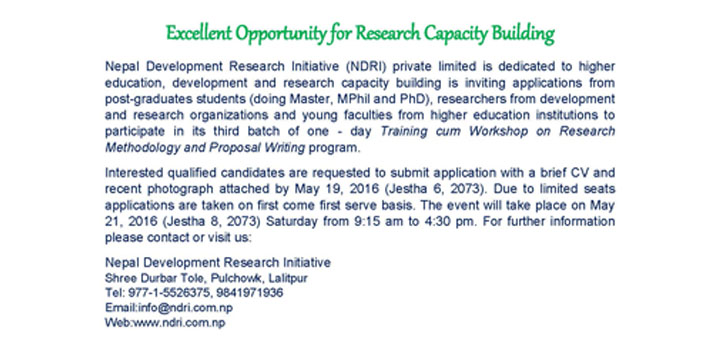 Excellent Opportunity for Research Capacity Building
Nepal Development Research Initiative (NDRI) private limited is dedicated to higher
education, development and research capacity building is inviting applications from
post-graduates students (doing Master, MPhil and PhD), researchers from development
and research organizations and young faculties from higher education institutions to
participate in its third batch of one - day Training cum Workshop on Research
Methodology and Proposal Writing program.
Interested qualified candidates are requested to submit application with a brief CV and
recent photograph attached by May 19, 2016 (Jestha 6, 2073). Due to limited seats
applications are taken on first come first serve basis. The event will take place on May
21, 2016 (Jestha 8, 2073) Saturday from 9:15 am to 4:30 pm. For further information
please contact or visit us:
Nepal Development Research Initiative
Shree Durbar Tole, Pulchowk, Lalitpur
Tel: 977-1-5526375, 9841971936
Email:info@ndri.com.np
Web:www.ndri.com.np